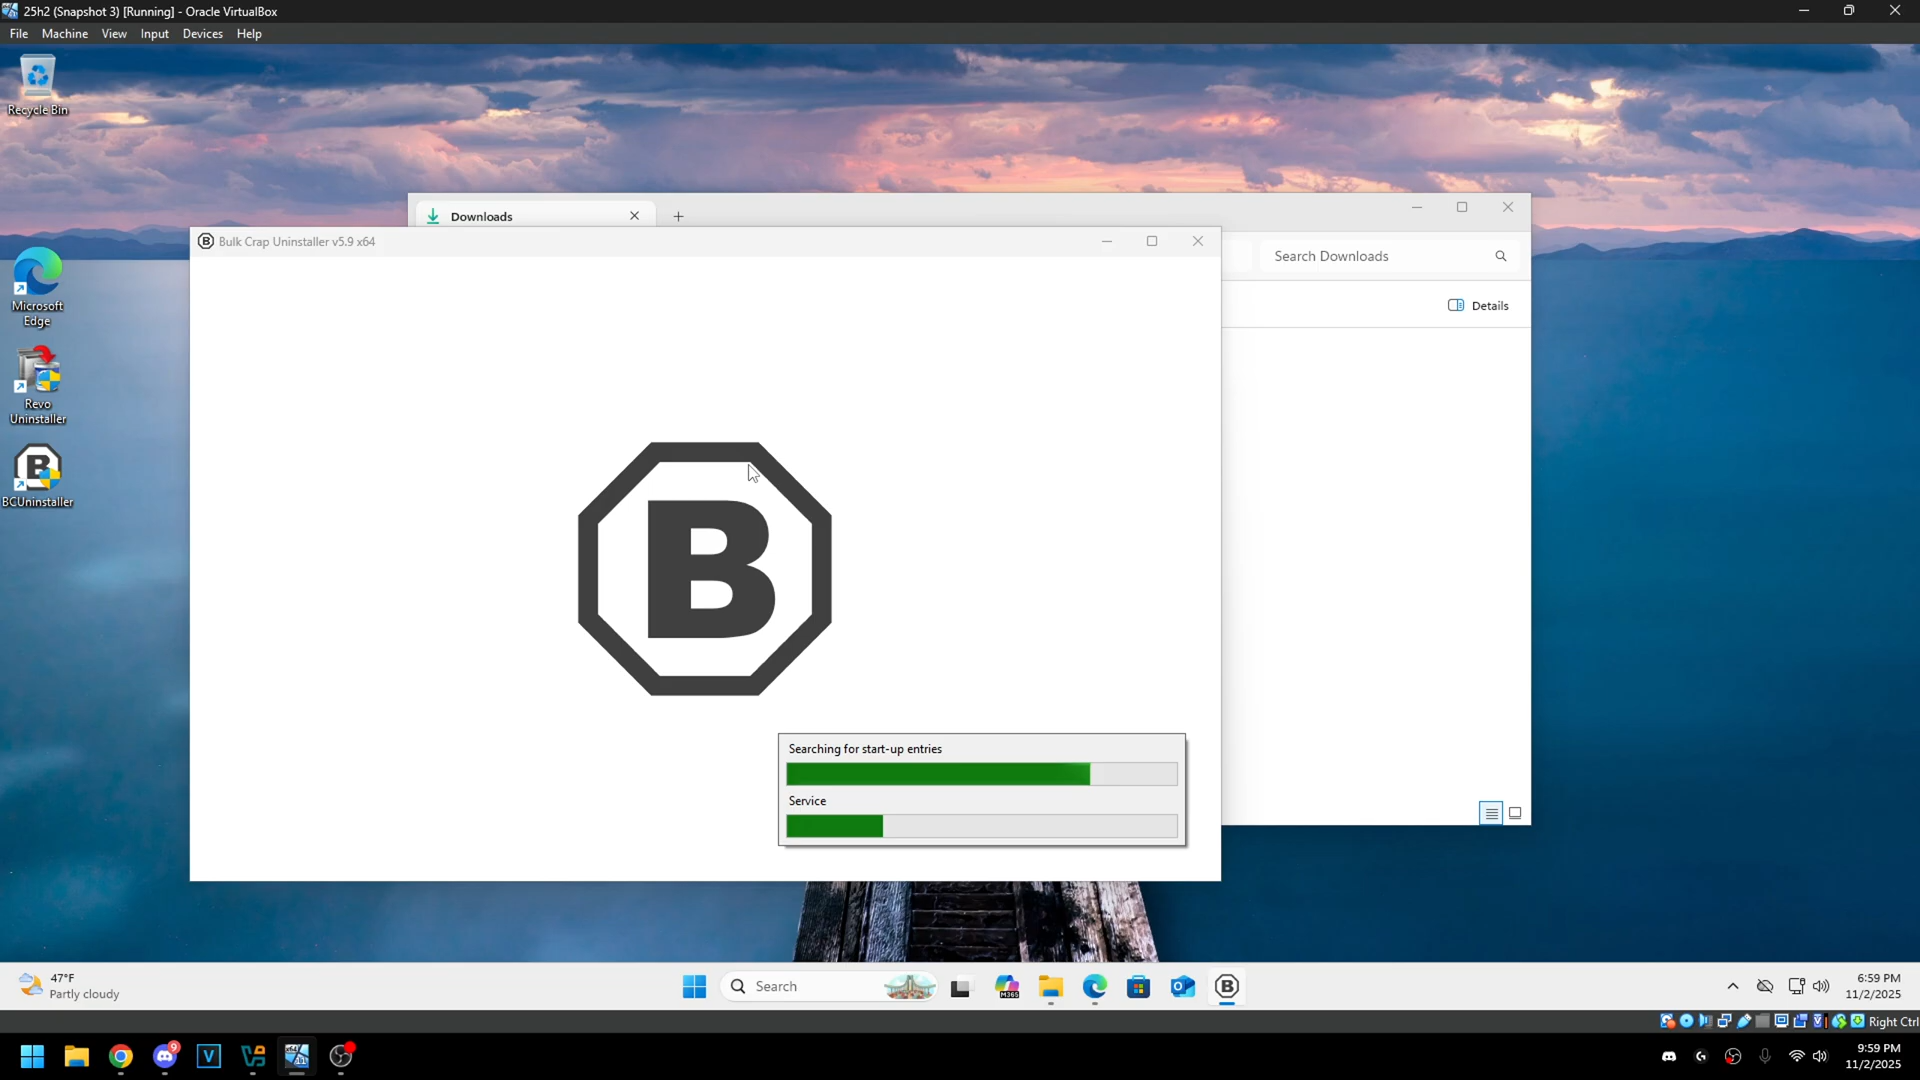 25h2 (Snapshot 3) [Running] - Oracle VirtualBox
File Machine View Input Devices Help
Recycle Bin
Downloads
Bulk Crap Uninstaller v5.9 x64
Search Downloads
Details
Microsoft
Edge
Revo
Uninstaller
B
BCUninstaller
B
Searching for start-up entries
Service
47°F
Partly cloudy
Search
M365
B
6:59 PM
11/2/2025
Right Ctrl
9
V
9:59 PM
11/2/2025